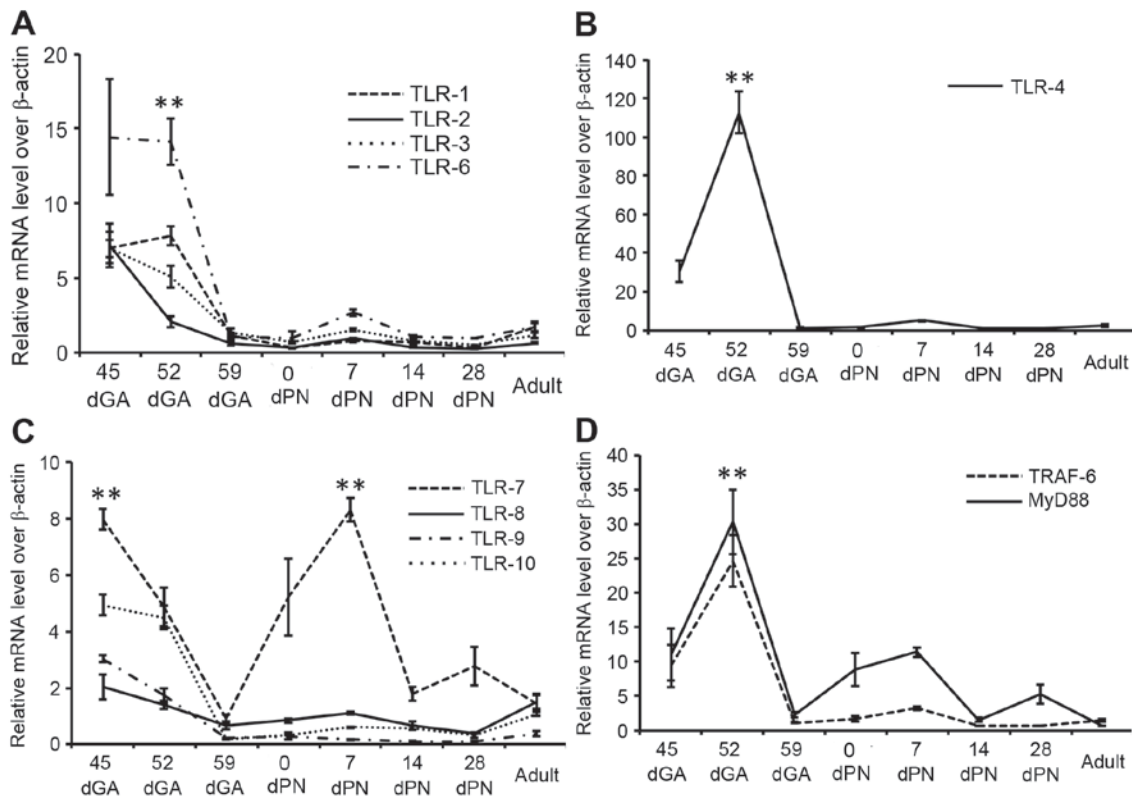 A
Relative mRNA level over β-actin
20
15
10
5
0
**
TLR-1
TLR-2
TLR-3
TLR-6
45 52 59 0 7 14 28 Adult
dGA dGA dGA dPN dPN dPN dPN
B
Relative mRNA level over β-actin
140
120
100
80
60
40
20
0
**
TLR-4
45 52 59 0 7 14 28 Adult
dGA dGA dGA dPN dPN dPN dPN
C
Relative mRNA level over β-actin
10
8
6
4
2
0
** **
TLR-7
TLR-8
TLR-9
TLR-10
45 52 59 0 7 14 28 Adult
dGA dGA dGA dPN dPN dPN dPN
D
Relative mRNA level over β-actin
40
35
30
25
20
15
10
5
0
**
TRAF-6
MyD88
45 52 59 0 7 14 28 Adult
dGA dGA dGA dPN dPN dPN dPN